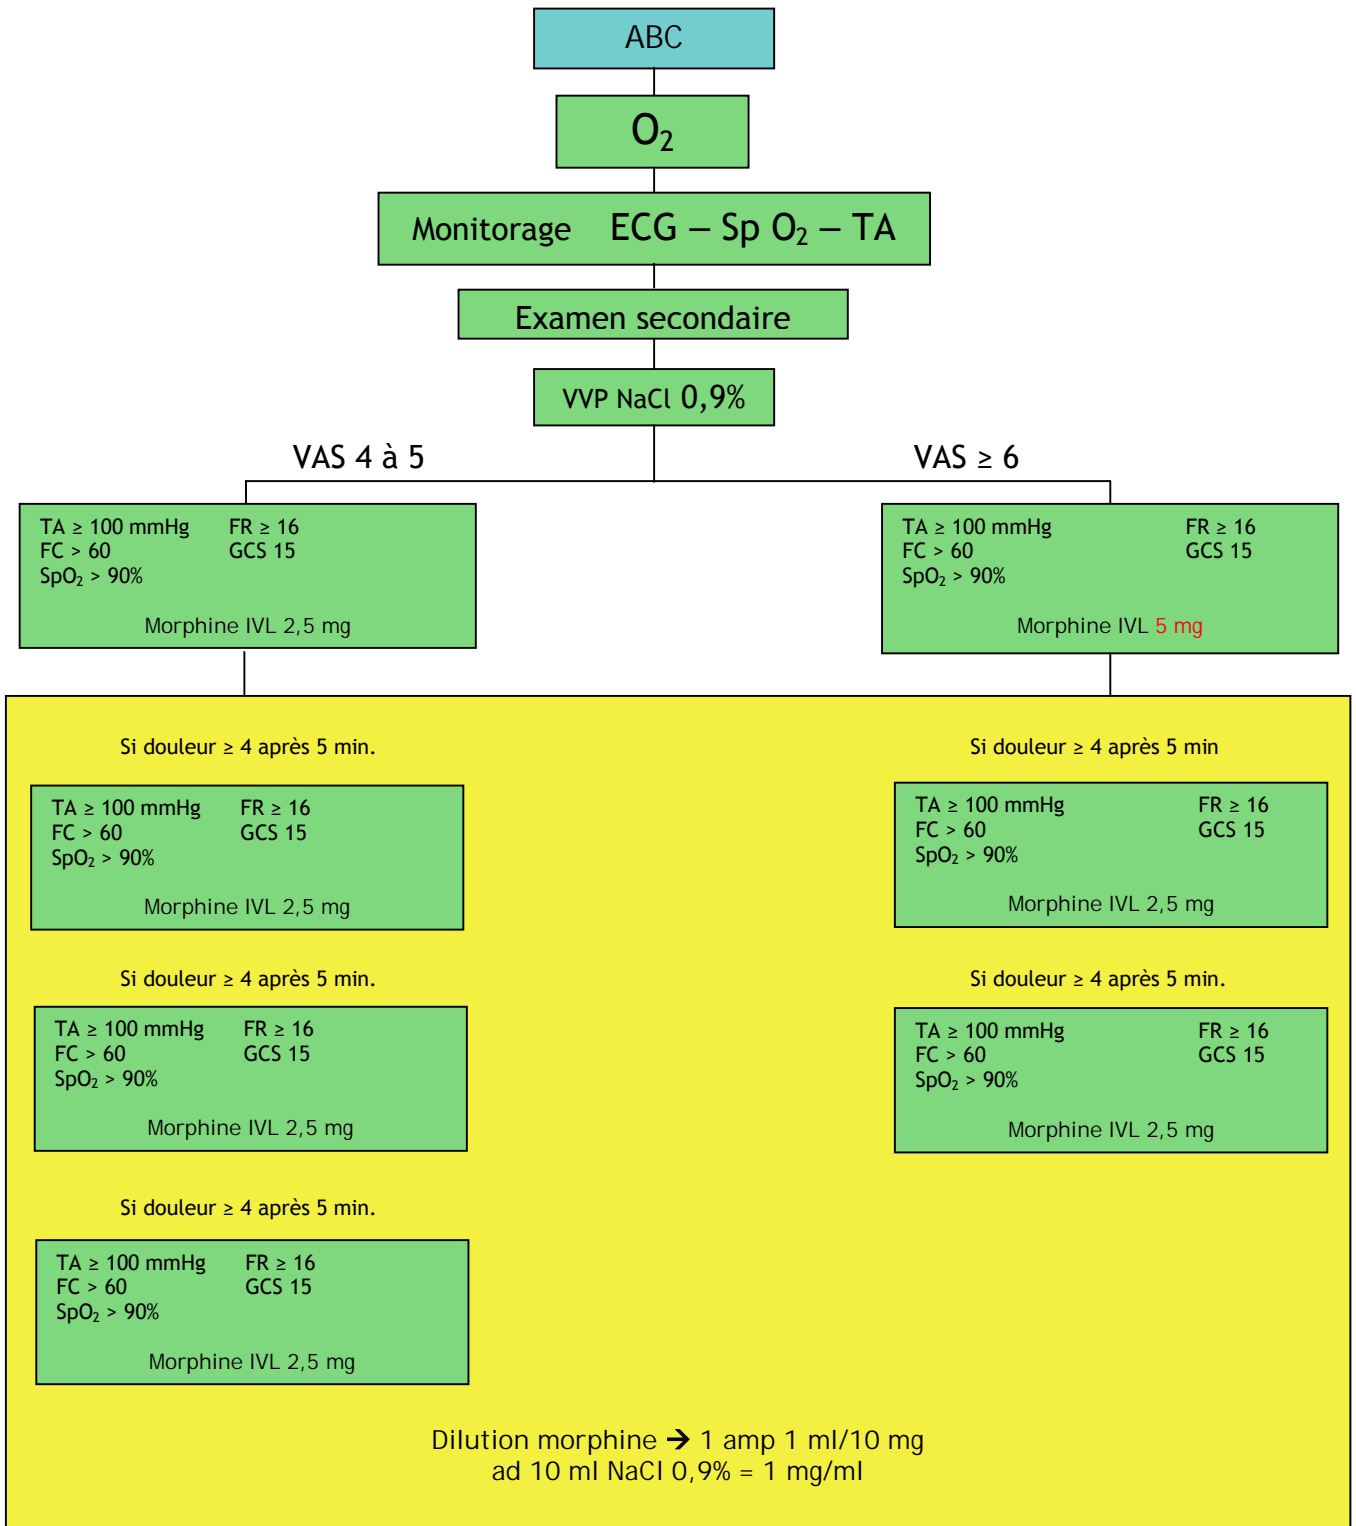 ABC
O₂
Monitorage ECG – Sp O₂ – TA
Examen secondaire
VVP NaCl 0,9%
VAS 4 à 5
TA ≥ 100 mmHg FR ≥ 16
FC > 60 GCS 15
SpO₂ > 90%
Morphine IVL 2,5 mg
Si douleur ≥ 4 après 5 min.
TA ≥ 100 mmHg FR ≥ 16
FC > 60 GCS 15
SpO₂ > 90%
Morphine IVL 2,5 mg
Si douleur ≥ 4 après 5 min.
TA ≥ 100 mmHg FR ≥ 16
FC > 60 GCS 15
SpO₂ > 90%
Morphine IVL 2,5 mg
Si douleur ≥ 4 après 5 min.
TA ≥ 100 mmHg FR ≥ 16
FC > 60 GCS 15
SpO₂ > 90%
Morphine IVL 2,5 mg
VAS ≥ 6
TA ≥ 100 mmHg FR ≥ 16
FC > 60 GCS 15
SpO₂ > 90%
Morphine IVL 5 mg
Si douleur ≥ 4 après 5 min
TA ≥ 100 mmHg FR ≥ 16
FC > 60 GCS 15
SpO₂ > 90%
Morphine IVL 2,5 mg
Si douleur ≥ 4 après 5 min.
TA ≥ 100 mmHg FR ≥ 16
FC > 60 GCS 15
SpO₂ > 90%
Morphine IVL 2,5 mg
Dilution morphine ➔ 1 amp 1 ml/10 mg
ad 10 ml NaCl 0,9% = 1 mg/ml